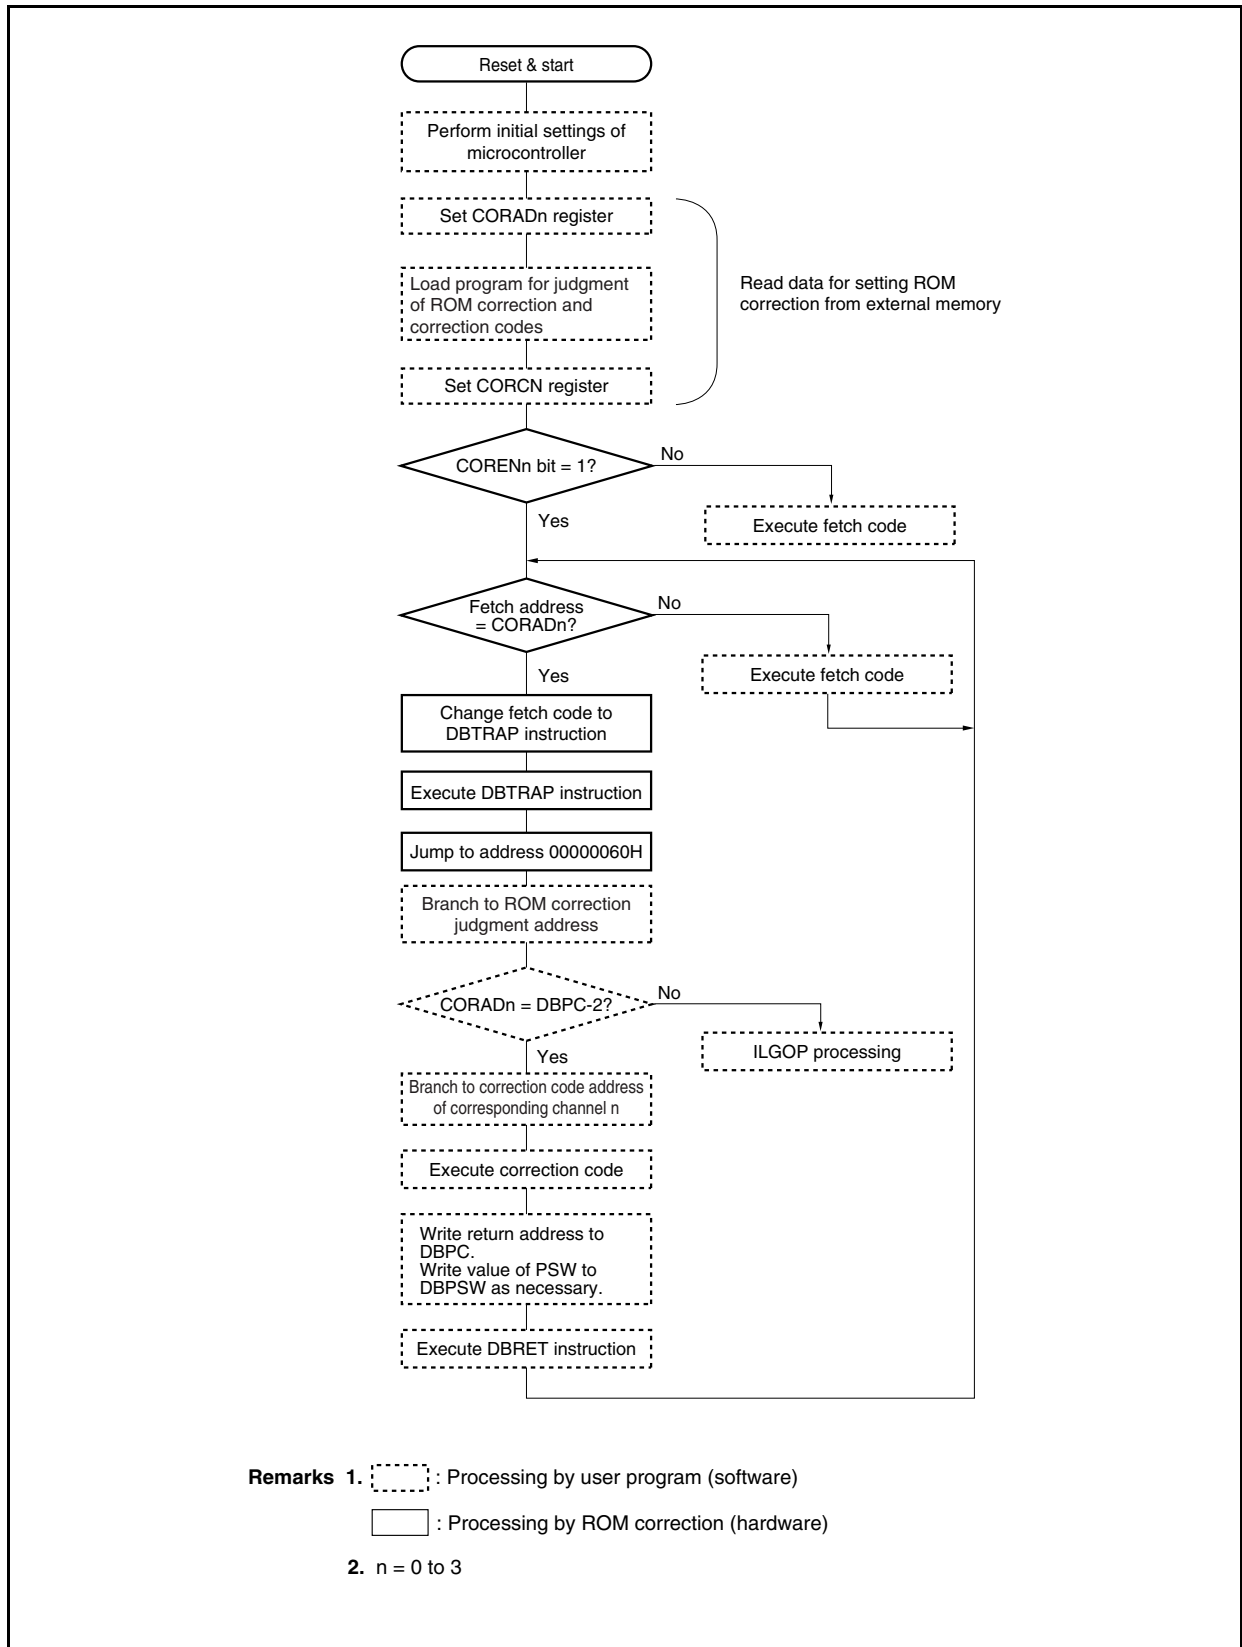 Reset & start
Perform initial settings of
microcontroller
Set CORADn register
Load program for judgment
of ROM correction and
correction codes
Read data for setting ROM
correction from external memory
Set CORCN register
CORENn bit = 1?
No
Yes
Execute fetch code
Fetch address
= CORADn?
No
Yes
Execute fetch code
Change fetch code to
DBTRAP instruction
Execute DBTRAP instruction
Jump to address 00000060H
Branch to ROM correction
judgment address
CORADn = DBPC-2?
No
Yes
ILGOP processing
Branch to correction code address
of corresponding channel n
Execute correction code
Write return address to
DBPC.
Write value of PSW to
DBPSW as necessary.
Execute DBRET instruction
Remarks 1. : Processing by user program (software)
: Processing by ROM correction (hardware)
2. n = 0 to 3